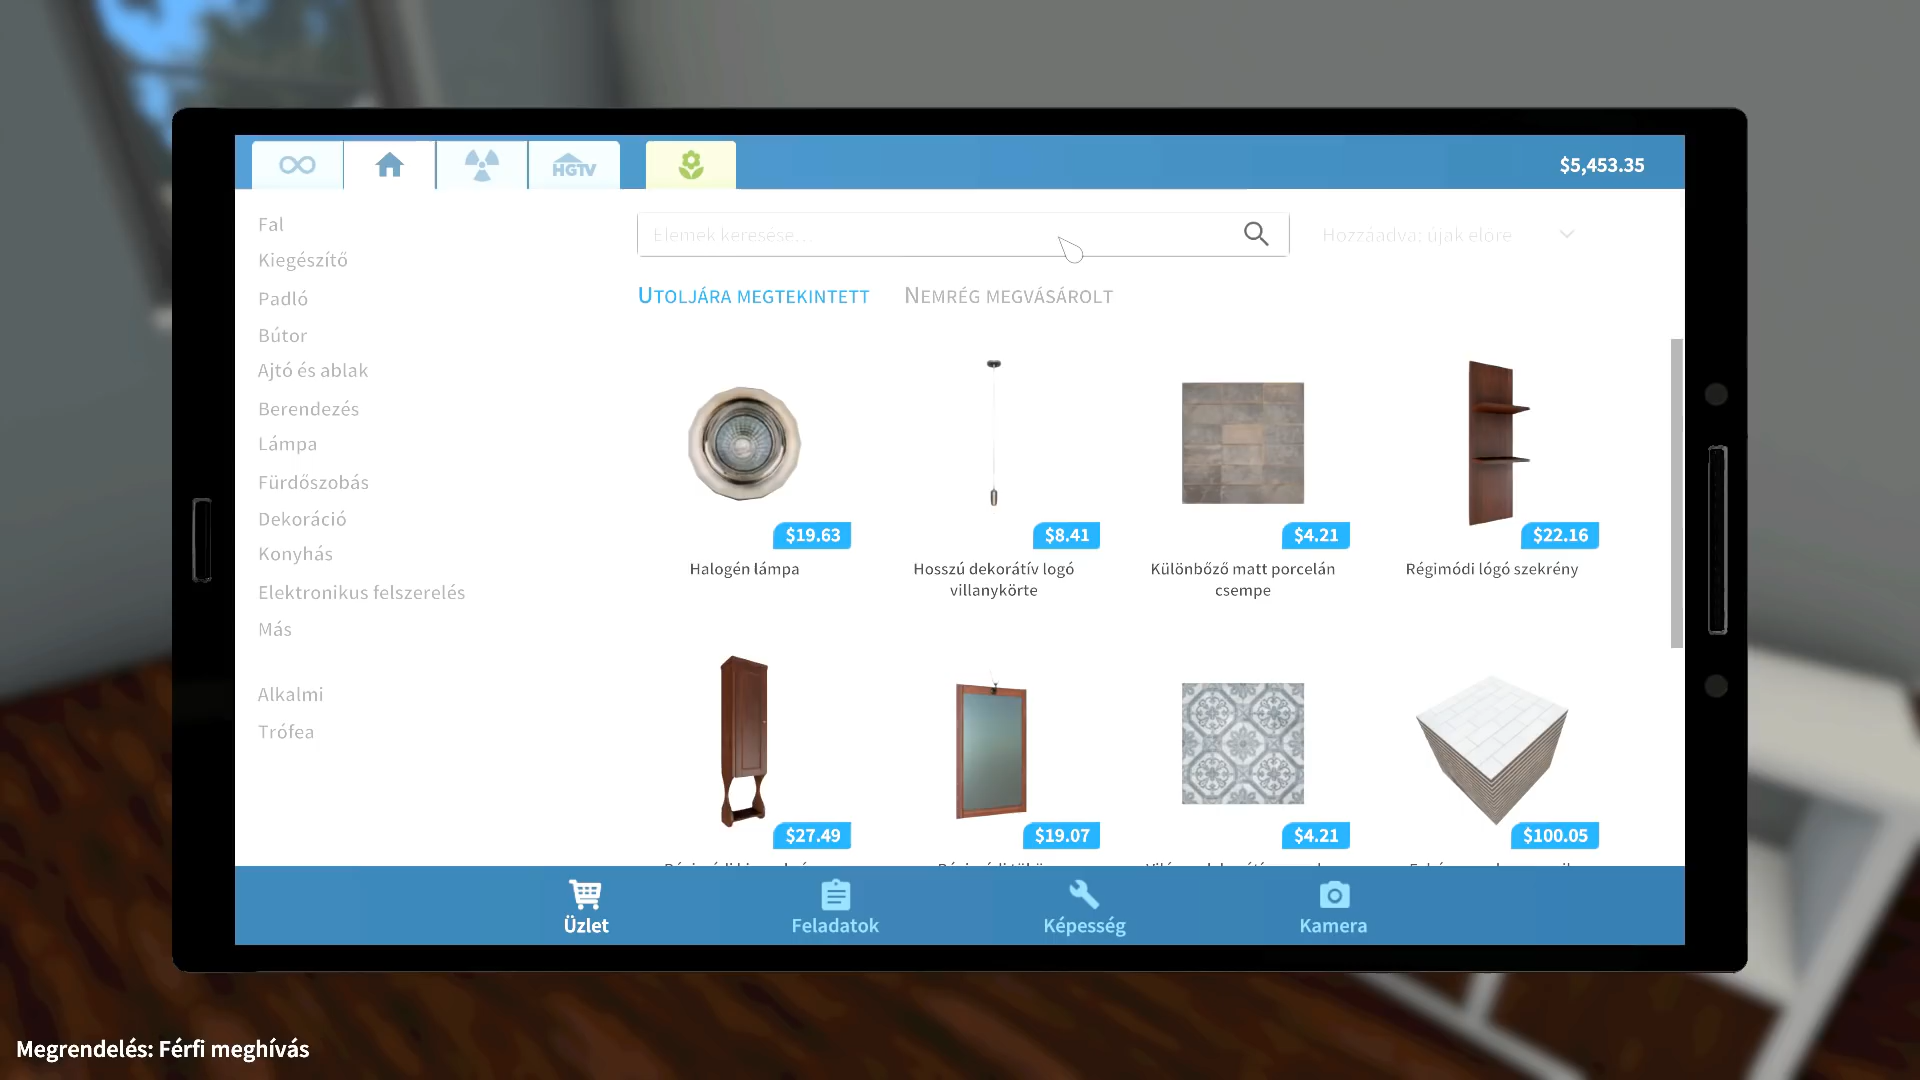 HGTV
$5,453.35
Fal
Kiegészítő
Padló
Bútor
Ajtó és ablak
Berendezés
Lámpa
Fürdőszobás
Dekoráció
Konyhás
Elektronikus felszerelés
Más
Alkalmi
Trófea
Elemek keresése...
Hozzáadva: újak előre
UTOLJÁRA MEGTEKINTETT
NEMRÉG MEGVÁSÁROLT
$19.63
Halogén lámpa
$8.41
Hosszú dekorátív logó
villanykörte
$4.21
Különbőző matt porcelán
csempe
$22.16
Régimódi lógó szekrény
$27.49
$19.07
$4.21
$100.05
Üzlet
Feladatok
Képesség
Kamera
Megrendelés: Férfi meghívás